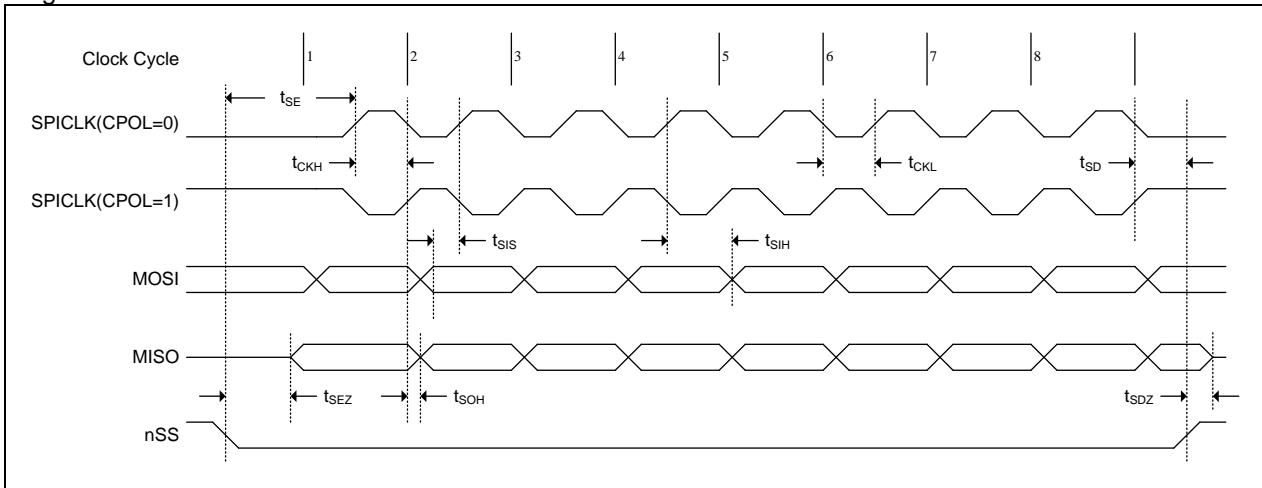 Clock Cycle 1 2 3 4 5 6 7 8
tSE
SPICLK(CPOL=0)
tCKH tCKL tSD
SPICLK(CPOL=1)
tSIS tSIH
MOSI
MISO
tSEZ tSOH tSDZ
nSS